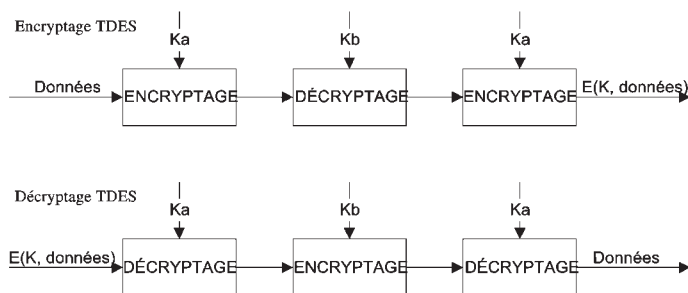 Encryptage TDES
Ka Kb Ka
Données ENCRYPTAGE DÉCRYPTAGE ENCRYPTAGE E(K, données)
Décryptage TDES
Ka Kb Ka
E(K, données) DÉCRYPTAGE ENCRYPTAGE DÉCRYPTAGE Données